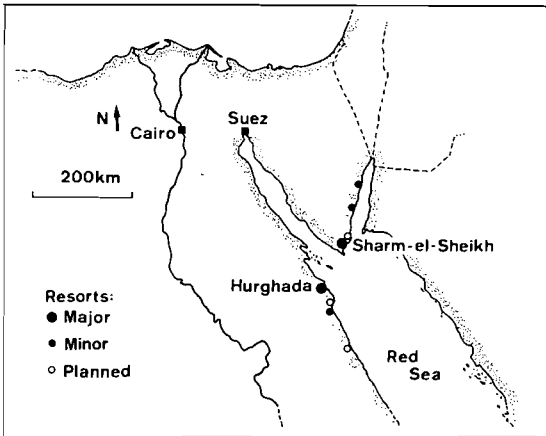 N
Cairo
Suez
200km
Sharm-el-Sheikh
Hurghada
Resorts:
Major
Minor
Planned
Red
Sea